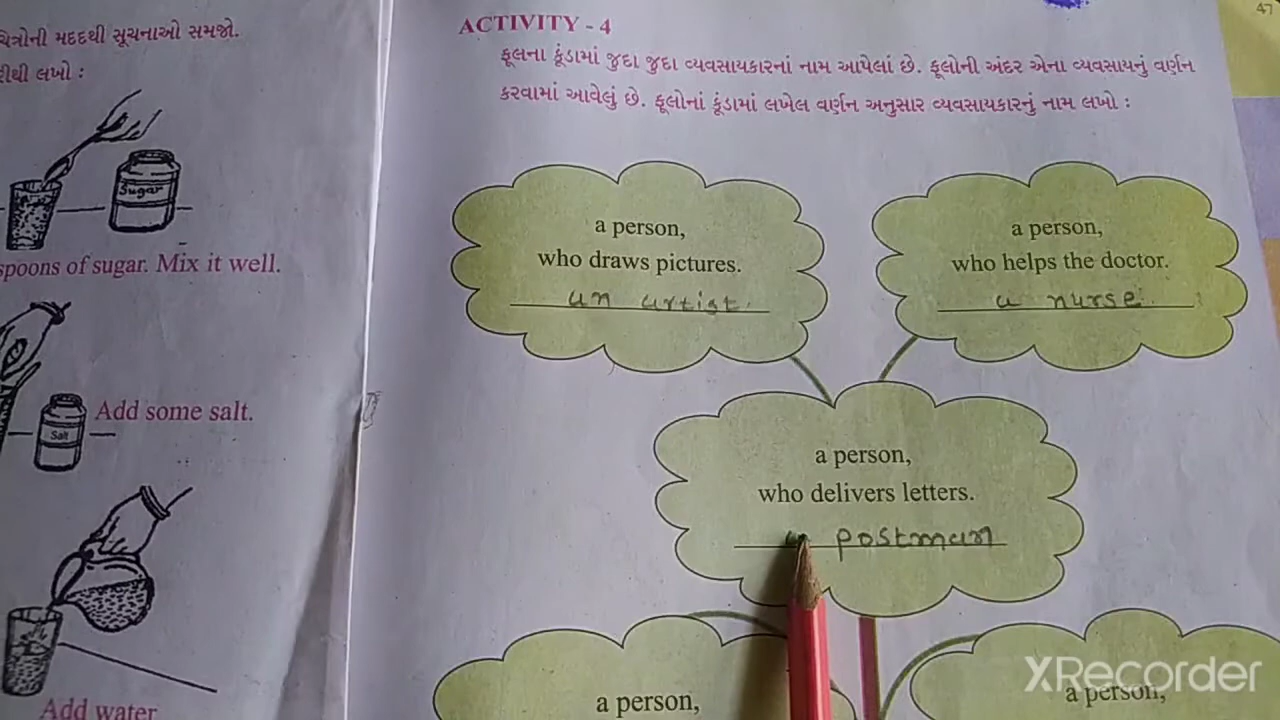 ચિત્રોની મદદથી સૂચનાઓ સમજો.
રીથી લખો :
Sugar
spoons of sugar. Mix it well.
Add some salt.
Salt
Add water
47
ACTIVITY - 4
ફૂલના કૂંડામાં જુદા જુદા વ્યવસાયકારનાં નામ આપેલાં છે. ફૂલોની અંદર એના વ્યવસાયનું વર્ણન
કરવામાં આવેલું છે. ફૂલોનાં કૂંડામાં લખેલ વર્ણન અનુસાર વ્યવસાયકારનું નામ લખો :
a person,
who draws pictures.
an artist.
a person,
who helps the doctor.
a nurse.
a person,
who delivers letters.
postman
a person,
a person,
XRecorder